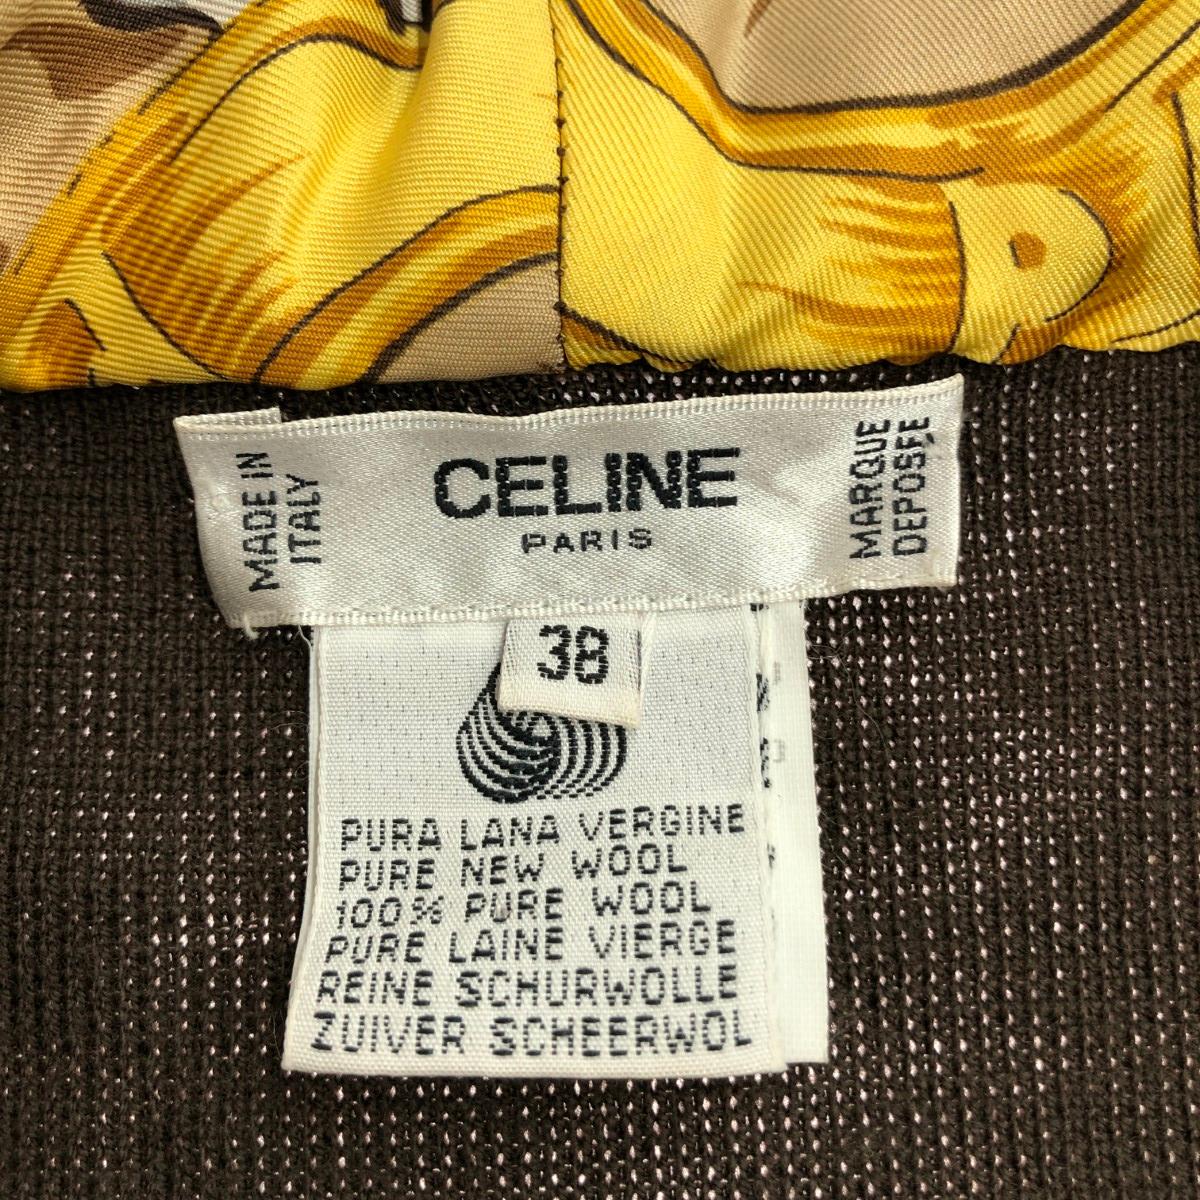 MADE IN
ITALY
CELINE
PARIS
MARQUE
DEPOSÉE
38
PURA LANA VERGINE
PURE NEW WOOL
100% PURE WOOL
PURE LAINE VIERGE
REINE SCHURWOLLE
ZUIVER SCHEERWOL